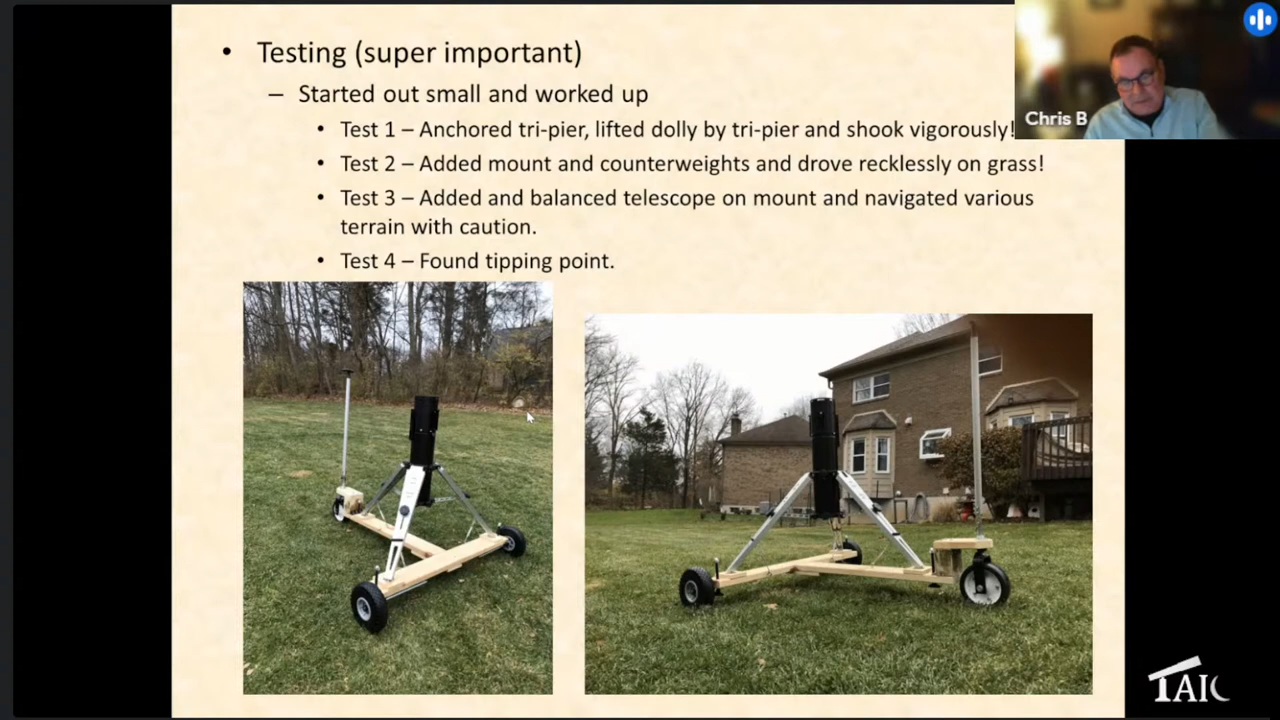 • Testing (super important)
– Started out small and worked up
• Test 1 – Anchored tri-pier, lifted dolly by tri-pier and shook vigorously!
• Test 2 – Added mount and counterweights and drove recklessly on grass!
• Test 3 – Added and balanced telescope on mount and navigated various
terrain with caution.
• Test 4 – Found tipping point.
Chris B
TAIC